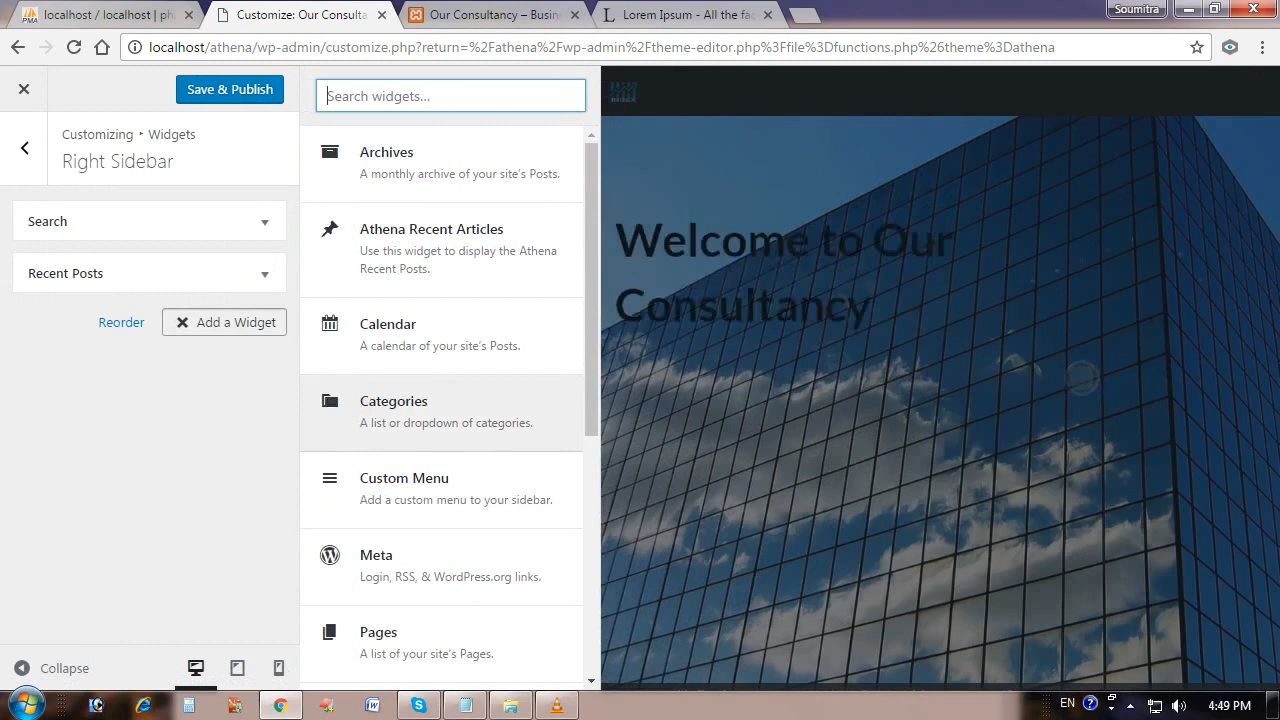 localhost / localhost | ph
Customize: Our Consulta
Our Consultancy – Busin
Lorem Ipsum - All the fac
Soumitra
localhost/athena/wp-admin/customize.php?return=%2Fathena%2Fwp-admin%2Ftheme-editor.php%3Ffile%3Dfunctions.php%26theme%3Dathena
Save & Publish
Search widgets...
Customizing ‣ Widgets
Right Sidebar
Search
Recent Posts
Reorder
Add a Widget
Archives
A monthly archive of your site's Posts.
Athena Recent Articles
Use this widget to display the Athena
Recent Posts.
Calendar
A calendar of your site's Posts.
Categories
A list or dropdown of categories.
Custom Menu
Add a custom menu to your sidebar.
Meta
Login, RSS, & WordPress.org links.
Pages
A list of your site's Pages.
Welcome to Our
Consultancy
Collapse
EN
4:49 PM